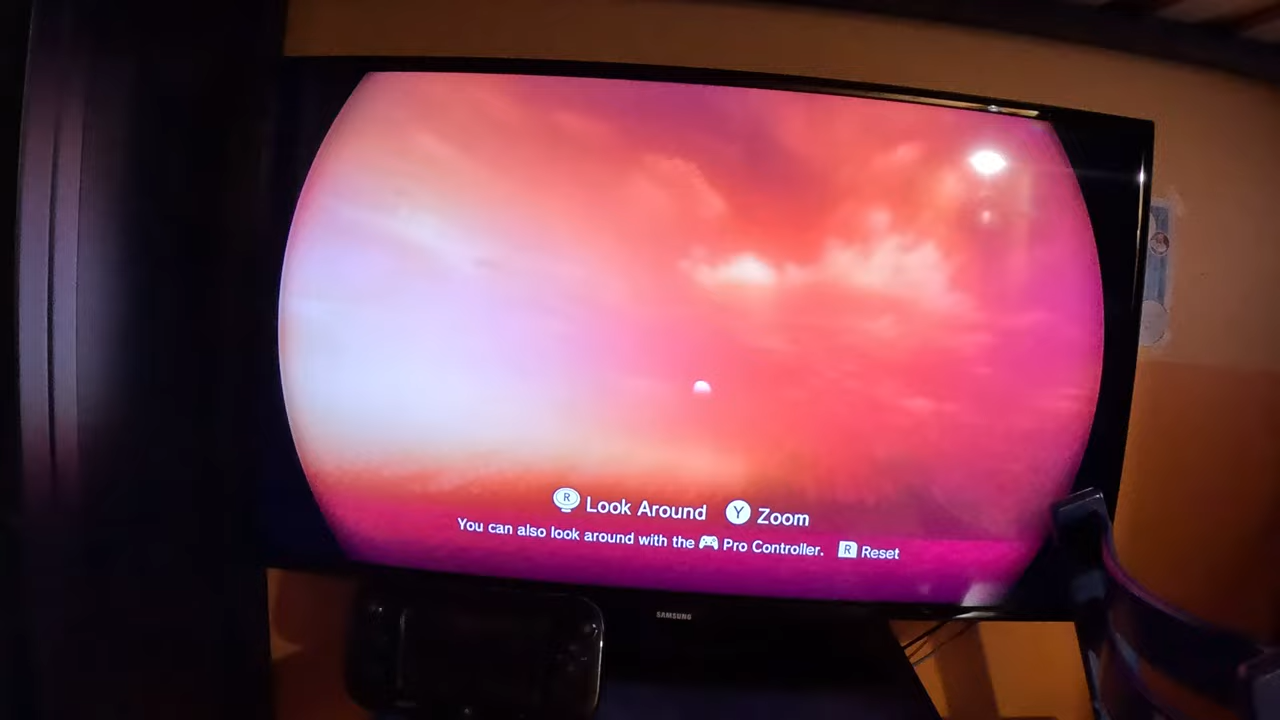 R Look Around Y Zoom
You can also look around with the Pro Controller. R Reset
SAMSUNG